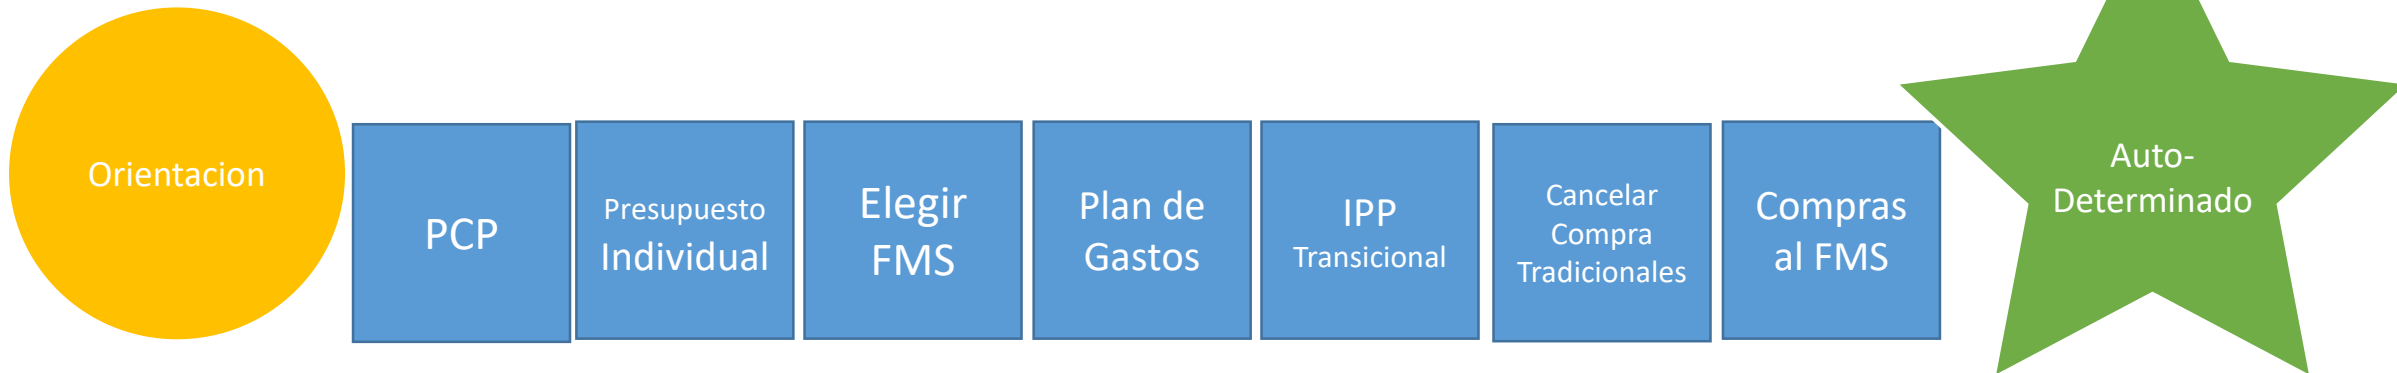 Orientacion
PCP
Presupuesto
Individual
Elegir
FMS
Plan de
Gastos
IPP
Transicional
Cancelar
Compra
Tradicionales
Compras
al FMS
Auto-
Determinado